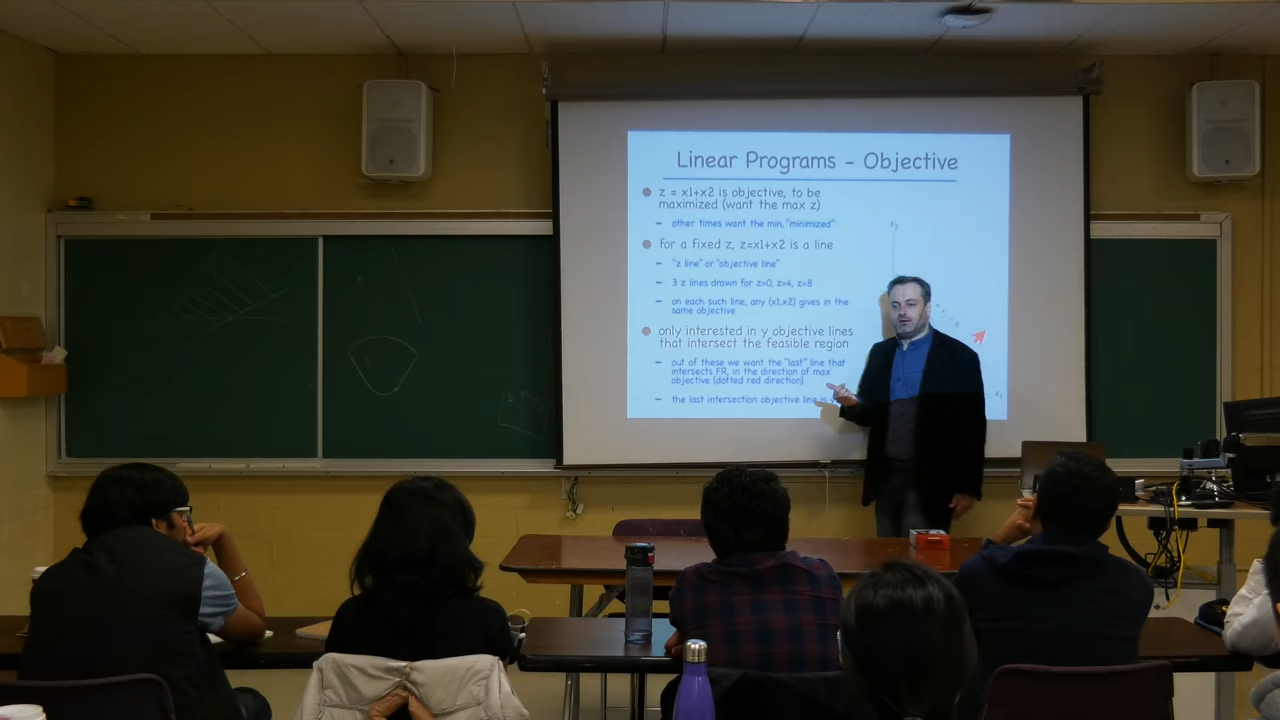 Linear Programs - Objective
z = x1+x2 is objective, to be
maximized (want the max z)
- other times want the min, "minimized"
for a fixed z, z=x1+x2 is a line
- "z line" or "objective line"
- 3 z lines drawn for z=0, z=4, z=8
- on each such line, any (x1,x2) gives in the
same objective
only interested in y objective lines
that intersect the feasible region
- out of these we want the "last" line that
intersects FR, in the direction of max
objective (dotted red direction)
- the last intersection objective line is
x2
x1